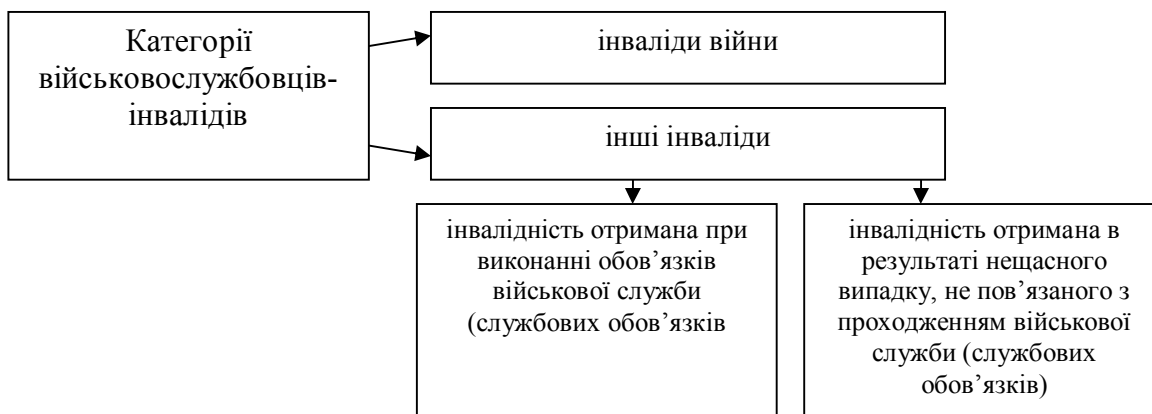 Категорії
військовослужбовців-
інвалідів
інваліди війни
інші інваліди
інвалідність отримана при
виконанні обов’язків
військової служби
(службових обов’язків
інвалідність отримана в
результаті нещасного
випадку, не пов’язаного з
проходженням військової
служби (службових
обов’язків)